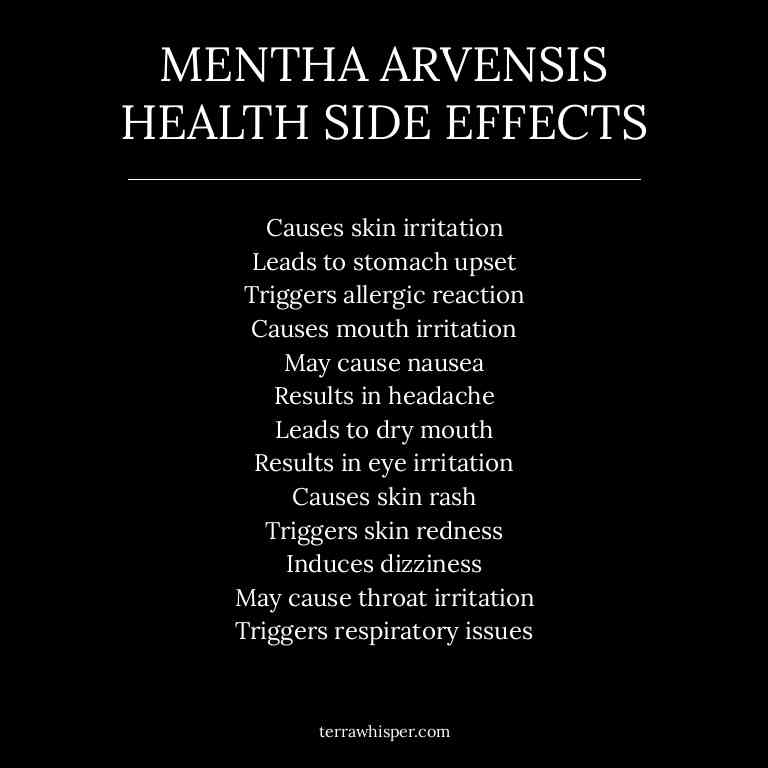 MENTHA ARVENSIS
HEALTH SIDE EFFECTS
Causes skin irritation
Leads to stomach upset
Triggers allergic reaction
Causes mouth irritation
May cause nausea
Results in headache
Leads to dry mouth
Results in eye irritation
Causes skin rash
Triggers skin redness
Induces dizziness
May cause throat irritation
Triggers respiratory issues
terrawhisper.com